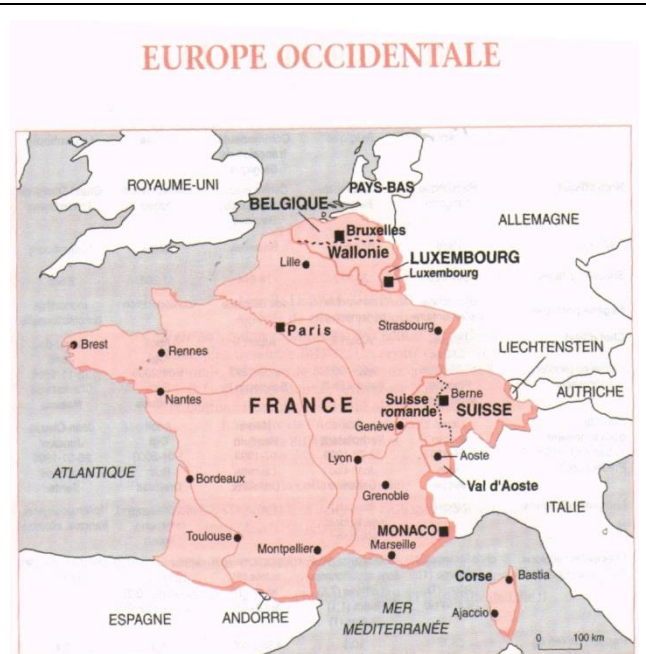 EUROPE OCCIDENTALE
ROYAUME-UNI
PAYS-BAS
BELGIQUE
ALLEMAGNE
Bruxelles
Wallonie
LUXEMBOURG
Lille
Luxembourg
Paris
Strasbourg
Brest
Rennes
LIECHTENSTEIN
Nantes
FRANCE
Suisse
romande
Berne
SUISSE
AUTRICHE
Genève
Lyon
Aoste
ATLANTIQUE
Bordeaux
Grenoble
Val d'Aoste
ITALIE
Toulouse
Montpellier
MONACO
Marseille
Corse
Bastia
ESPAGNE
ANDORRE
MER
MÉDITERRANÉE
Ajaccio
0 100 km